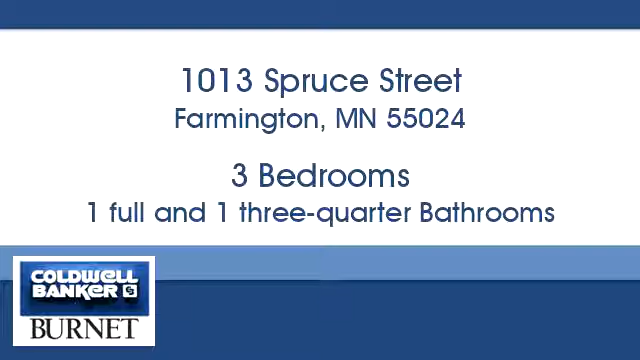 1013 Spruce Street
Farmington, MN 55024
3 Bedrooms
1 full and 1 three-quarter Bathrooms
COLDWELL
BANKER
BURNET